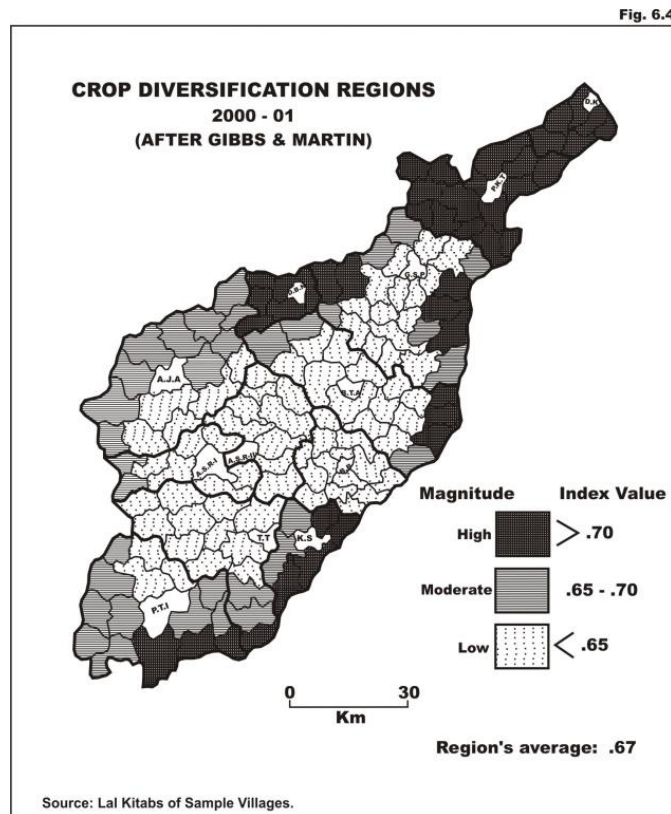 Fig. 6.4
CROP DIVERSIFICATION REGIONS
2000 - 01
(AFTER GIBBS & MARTIN)
D.K
P.K.T
G.S.P
A.J.A
A.S.R-I
A.S.R-II
T.T
K.S
P.T.I
Magnitude Index Value
High > .70
Moderate .65 - .70
Low < .65
0 30
Km
Region's average: .67
Source: Lal Kitabs of Sample Villages.